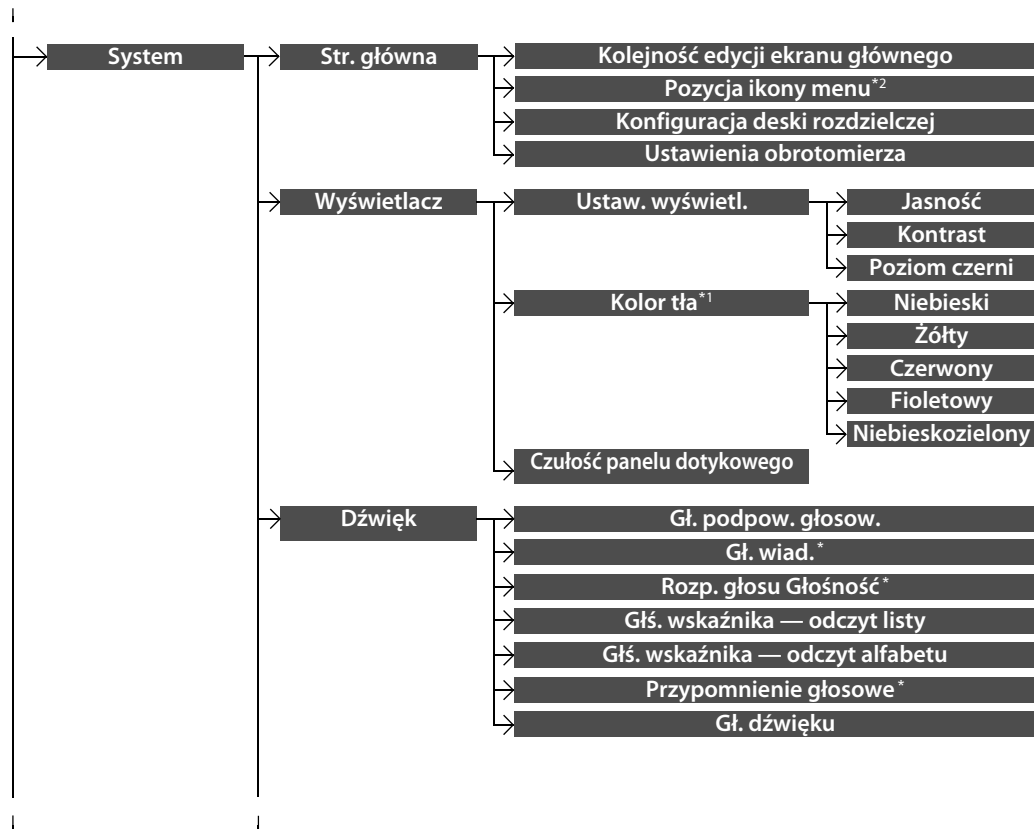 System
Str. główna
Kolejność edycji ekranu głównego
Pozycja ikony menu*2
Konfiguracja deski rozdzielczej
Ustawienia obrotomierza
Wyświetlacz
Ustaw. wyświetl.
Jasność
Kontrast
Poziom czerni
Kolor tła*1
Niebieski
Żółty
Czerwony
Fioletowy
Niebieskozielony
Czułość panelu dotykowego
Dźwięk
Gł. podpow. głosow.
Gł. wiad.*
Rozp. głosu Głośność*
Głś. wskaźnika — odczyt listy
Głś. wskaźnika — odczyt alfabetu
Przypomnienie głosowe*
Gł. dźwięku